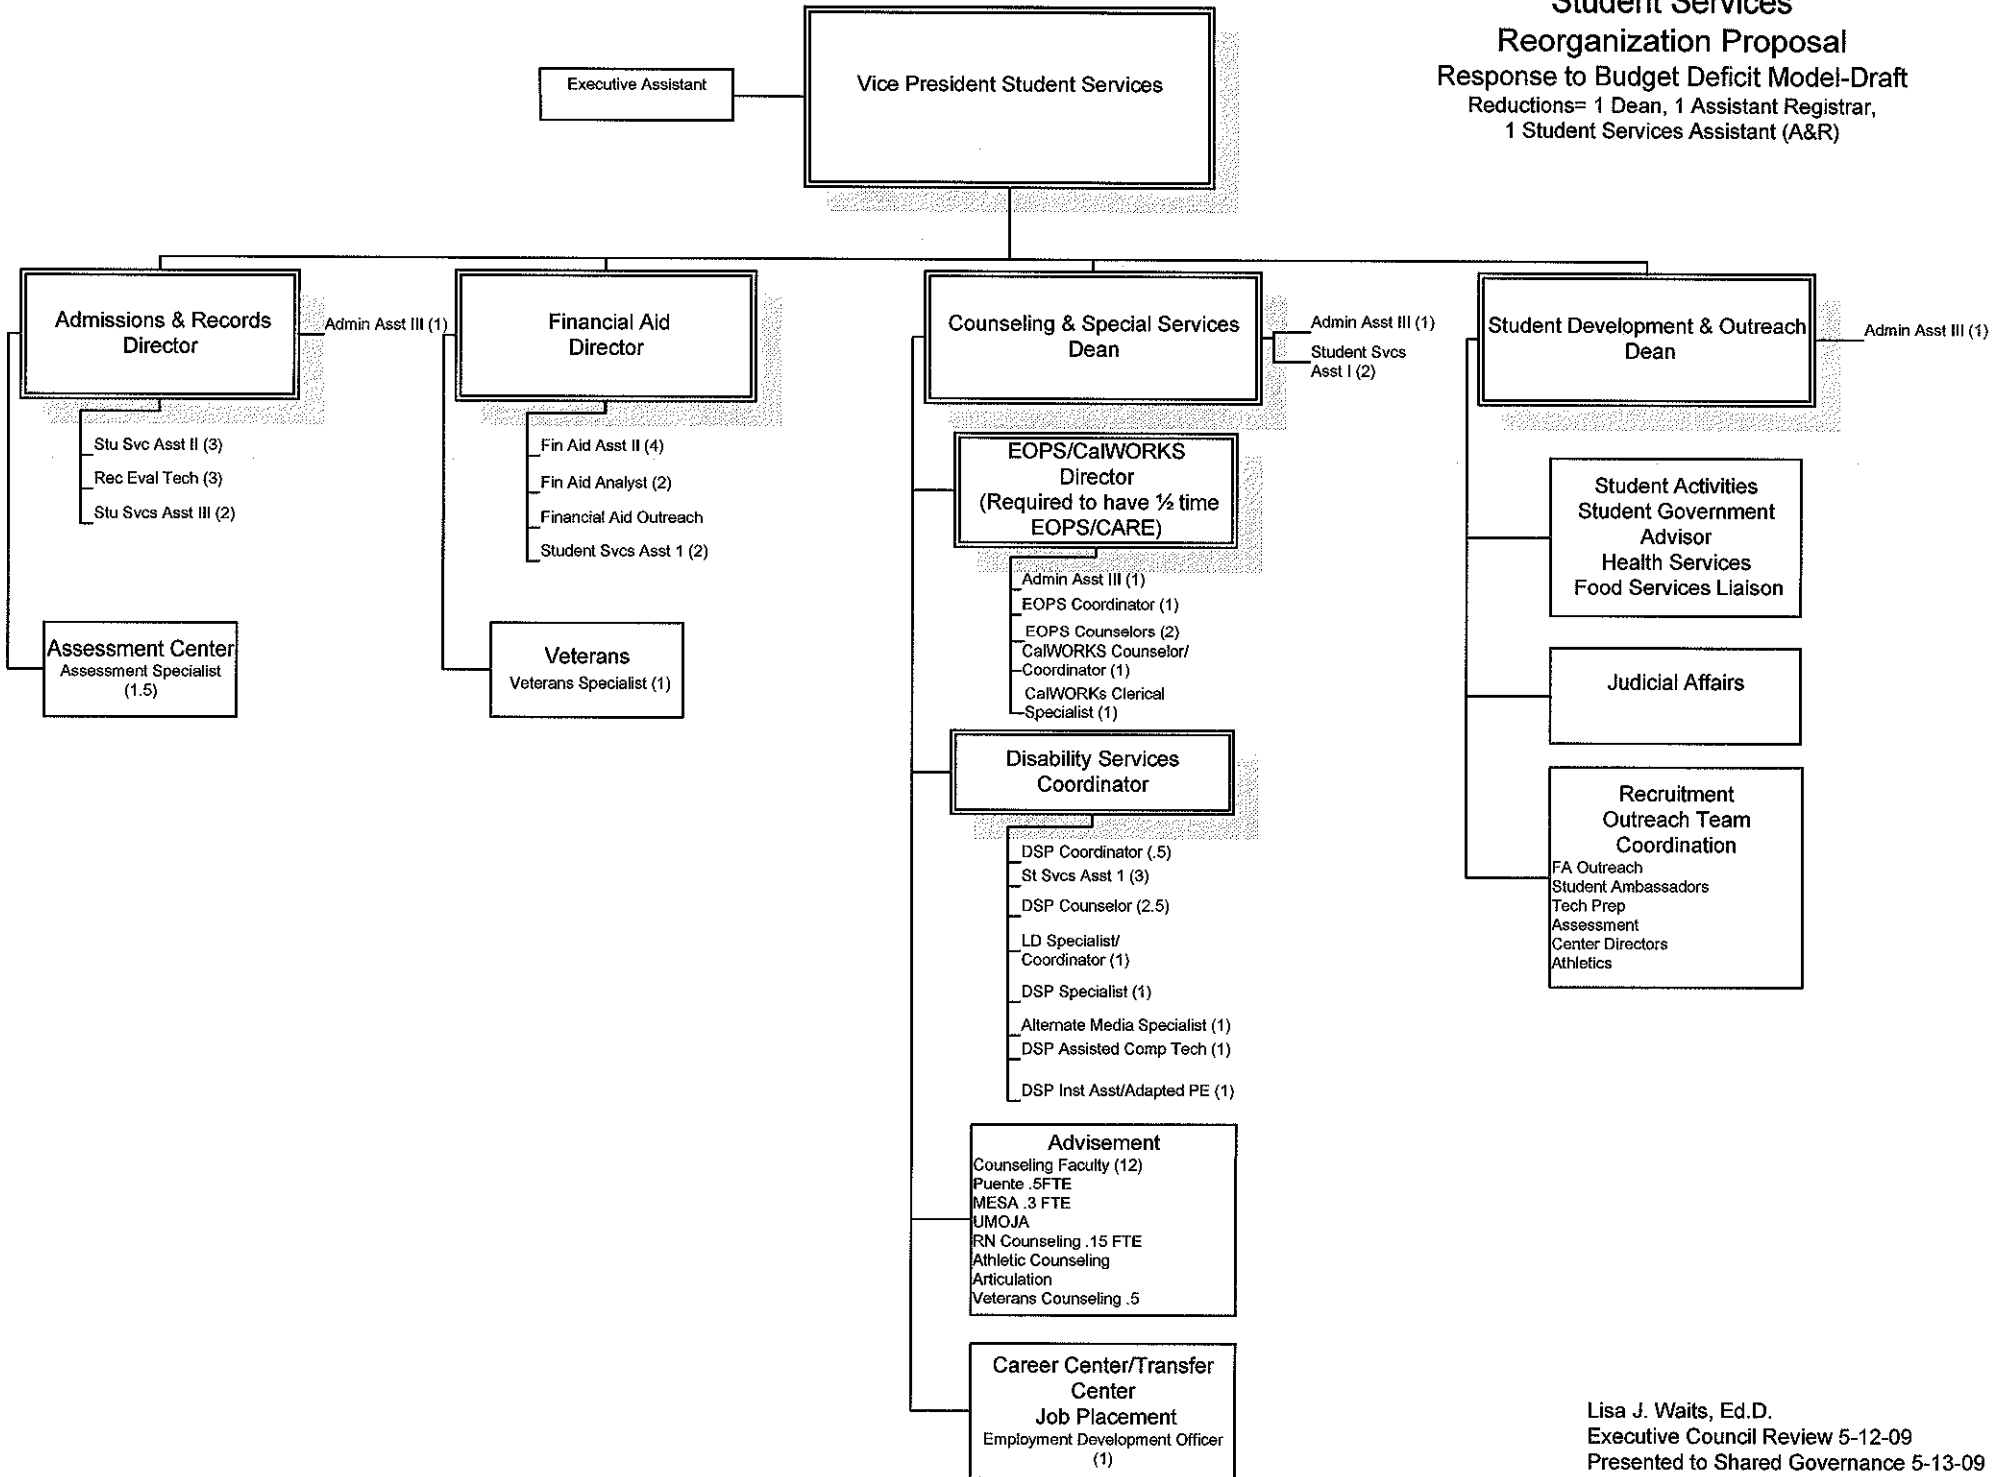 Student Services
Reorganization Proposal
Response to Budget Deficit Model-Draft
Reductions= 1 Dean, 1 Assistant Registrar,
1 Student Services Assistant (A&R)
Executive Assistant
Vice President Student Services
Admissions & Records
Director
Admin Asst III (1)
Stu Svc Asst II (3)
Rec Eval Tech (3)
Stu Svcs Asst III (2)
Assessment Center
Assessment Specialist
(1.5)
Financial Aid
Director
Fin Aid Asst II (4)
Fin Aid Analyst (2)
Financial Aid Outreach
Student Svcs Asst 1 (2)
Veterans
Veterans Specialist (1)
Counseling & Special Services
Dean
Admin Asst III (1)
Student Svcs
Asst I (2)
EOPS/CalWORKS
Director
(Required to have ½ time
EOPS/CARE)
Admin Asst III (1)
EOPS Coordinator (1)
EOPS Counselors (2)
CalWORKS Counselor/
Coordinator (1)
CalWORKs Clerical
Specialist (1)
Disability Services
Coordinator
DSP Coordinator (.5)
St Svcs Asst 1 (3)
DSP Counselor (2.5)
LD Specialist/
Coordinator (1)
DSP Specialist (1)
Alternate Media Specialist (1)
DSP Assisted Comp Tech (1)
DSP Inst Asst/Adapted PE (1)
Advisement
Counseling Faculty (12)
Puente .5FTE
MESA .3 FTE
UMOJA
RN Counseling .15 FTE
Athletic Counseling
Articulation
Veterans Counseling .5
Career Center/Transfer
Center
Job Placement
Employment Development Officer
(1)
Student Development & Outreach
Dean
Admin Asst III (1)
Student Activities
Student Government
Advisor
Health Services
Food Services Liaison
Judicial Affairs
Recruitment
Outreach Team
Coordination
FA Outreach
Student Ambassadors
Tech Prep
Assessment
Center Directors
Athletics
Lisa J. Waits, Ed.D.
Executive Council Review 5-12-09
Presented to Shared Governance 5-13-09